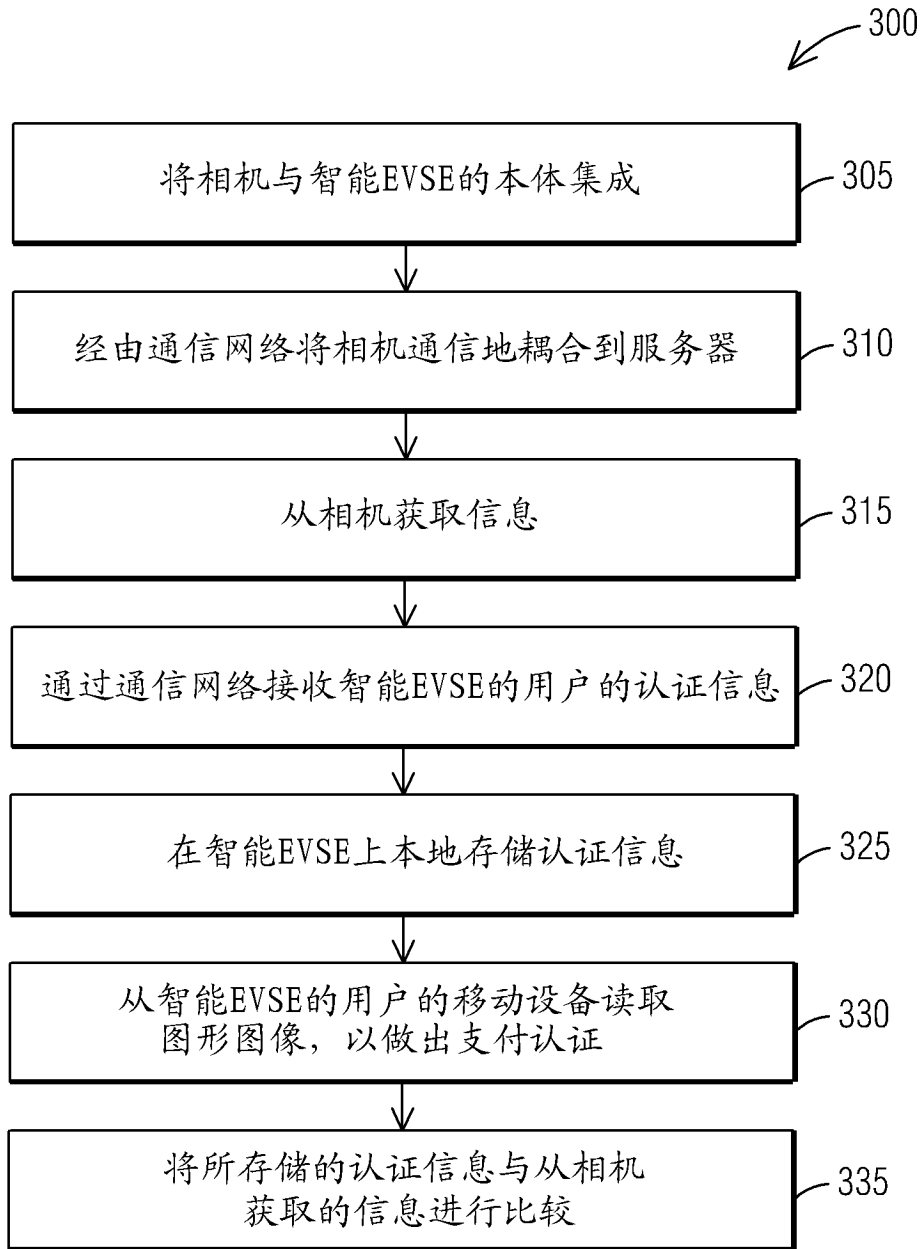 300
将相机与智能EVSE的本体集成
305
经由通信网络将相机通信地耦合到服务器
310
从相机获取信息
315
通过通信网络接收智能EVSE的用户的认证信息
320
在智能EVSE上本地存储认证信息
325
从智能EVSE的用户的移动设备读取
图形图像，以做出支付认证
330
将所存储的认证信息与从相机
获取的信息进行比较
335